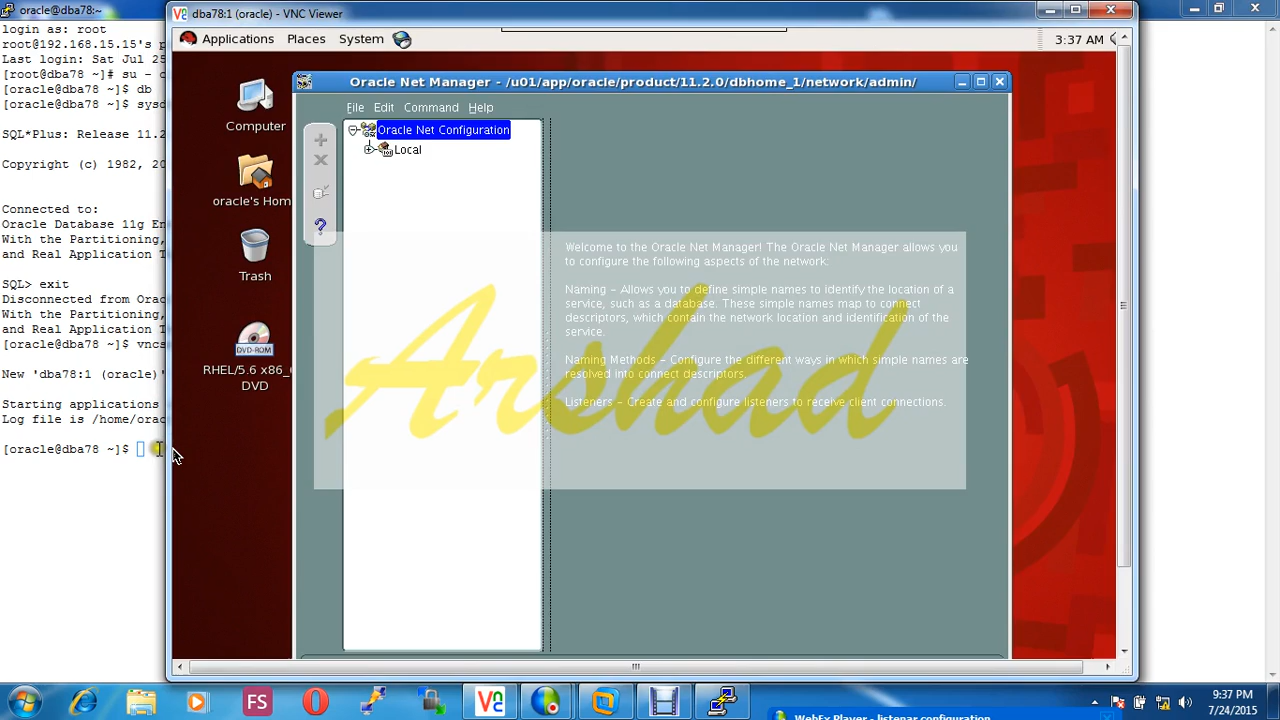 oracle@dba78:~
login as: root
root@192.168.15.15's p
Last login: Sat Jul 25
[root@dba78 ~]# su - o
[oracle@dba78 ~]$ db
[oracle@dba78 ~]$ sysd
SQL*Plus: Release 11.2
Copyright (c) 1982, 20
Connected to:
Oracle Database 11g En
With the Partitioning,
and Real Application T
SQL> exit
Disconnected from Orac
With the Partitioning,
and Real Application T
[oracle@dba78 ~]$ vncs
New 'dba78:1 (oracle)'
Starting applications
Log file is /home/orac
[oracle@dba78 ~]$
dba78:1 (oracle) - VNC Viewer
Applications Places System
3:37 AM
Computer
oracle's Hom
Trash
DVD-ROM
RHEL/5.6 x86_
DVD
Oracle Net Manager - /u01/app/oracle/product/11.2.0/dbhome_1/network/admin/
File Edit Command Help
Oracle Net Configuration
Local
Welcome to the Oracle Net Manager! The Oracle Net Manager allows you
to configure the following aspects of the network:
Naming – Allows you to define simple names to identify the location of a
service, such as a database. These simple names map to connect
descriptors, which contain the network location and identification of the
service.
Naming Methods – Configure the different ways in which simple names are
resolved into connect descriptors.
Listeners – Create and configure listeners to receive client connections.
Arshad
FS
WebEx Player - listenar configuration
9:37 PM
7/24/2015